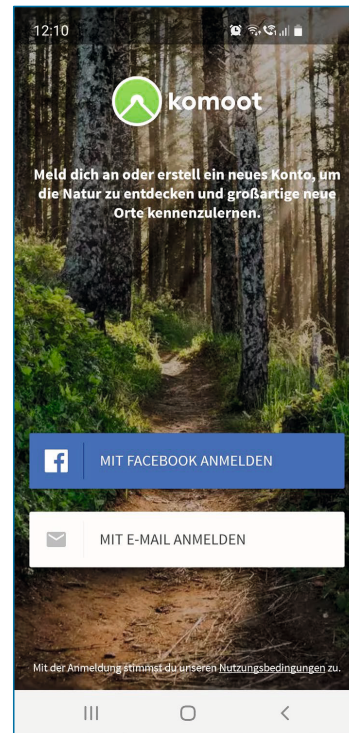 12:10
komoot
Meld dich an oder erstell ein neues Konto, um
die Natur zu entdecken und großartige neue
Orte kennenzulernen.
MIT FACEBOOK ANMELDEN
MIT E-MAIL ANMELDEN
Mit der Anmeldung stimmst du unseren Nutzungsbedingungen zu.